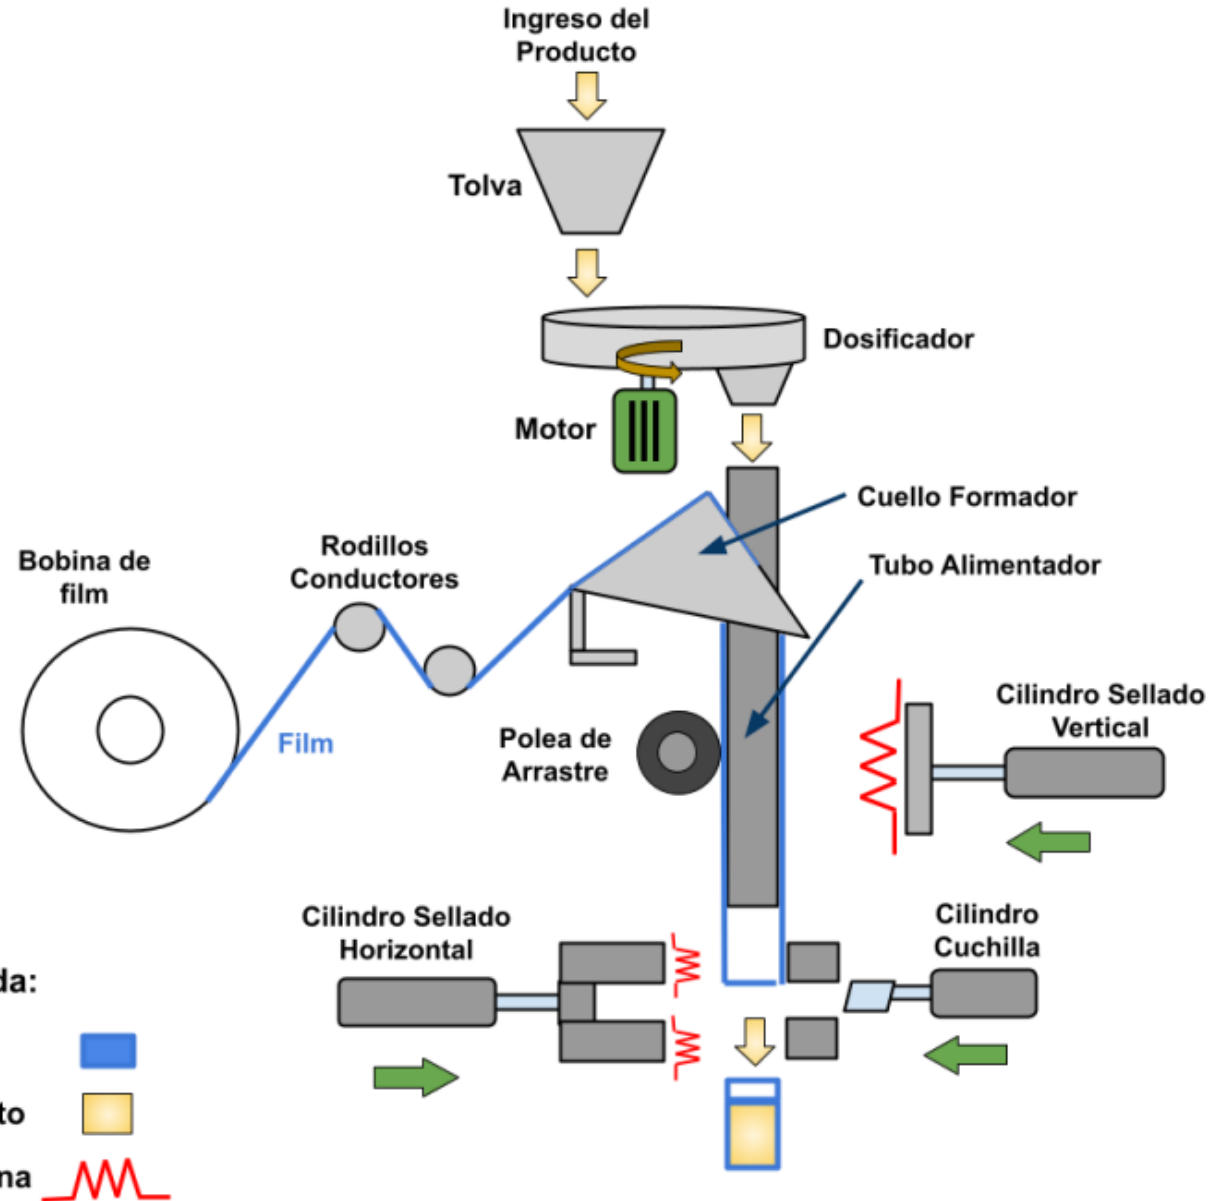 Ingreso del
Producto
Tolva
Dosificador
Motor
Cuello Formador
Tubo Alimentador
Rodillos
Conductores
Bobina de
film
Film
Polea de
Arrastre
Cilindro Sellado
Vertical
Cilindro Sellado
Horizontal
Cilindro
Cuchilla
da:
to
na